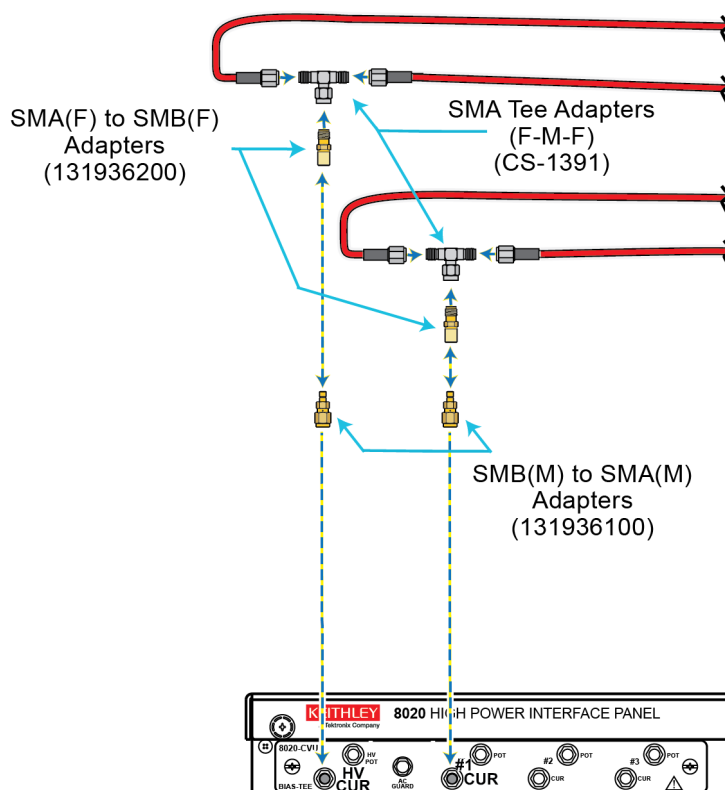 SMA(F) to SMB(F)
Adapters
(131936200)
SMA Tee Adapters
(F-M-F)
(CS-1391)
SMB(M) to SMA(M)
Adapters
(131936100)
KEITHLEY
Tektronix Company
8020 HIGH POWER INTERFACE PANEL
8020-CVU
HV
POT
POT
#2
POT
#3
POT
BIAS-TEE
HV
CUR
AC
GUARD
#1
CUR
CUR
CUR